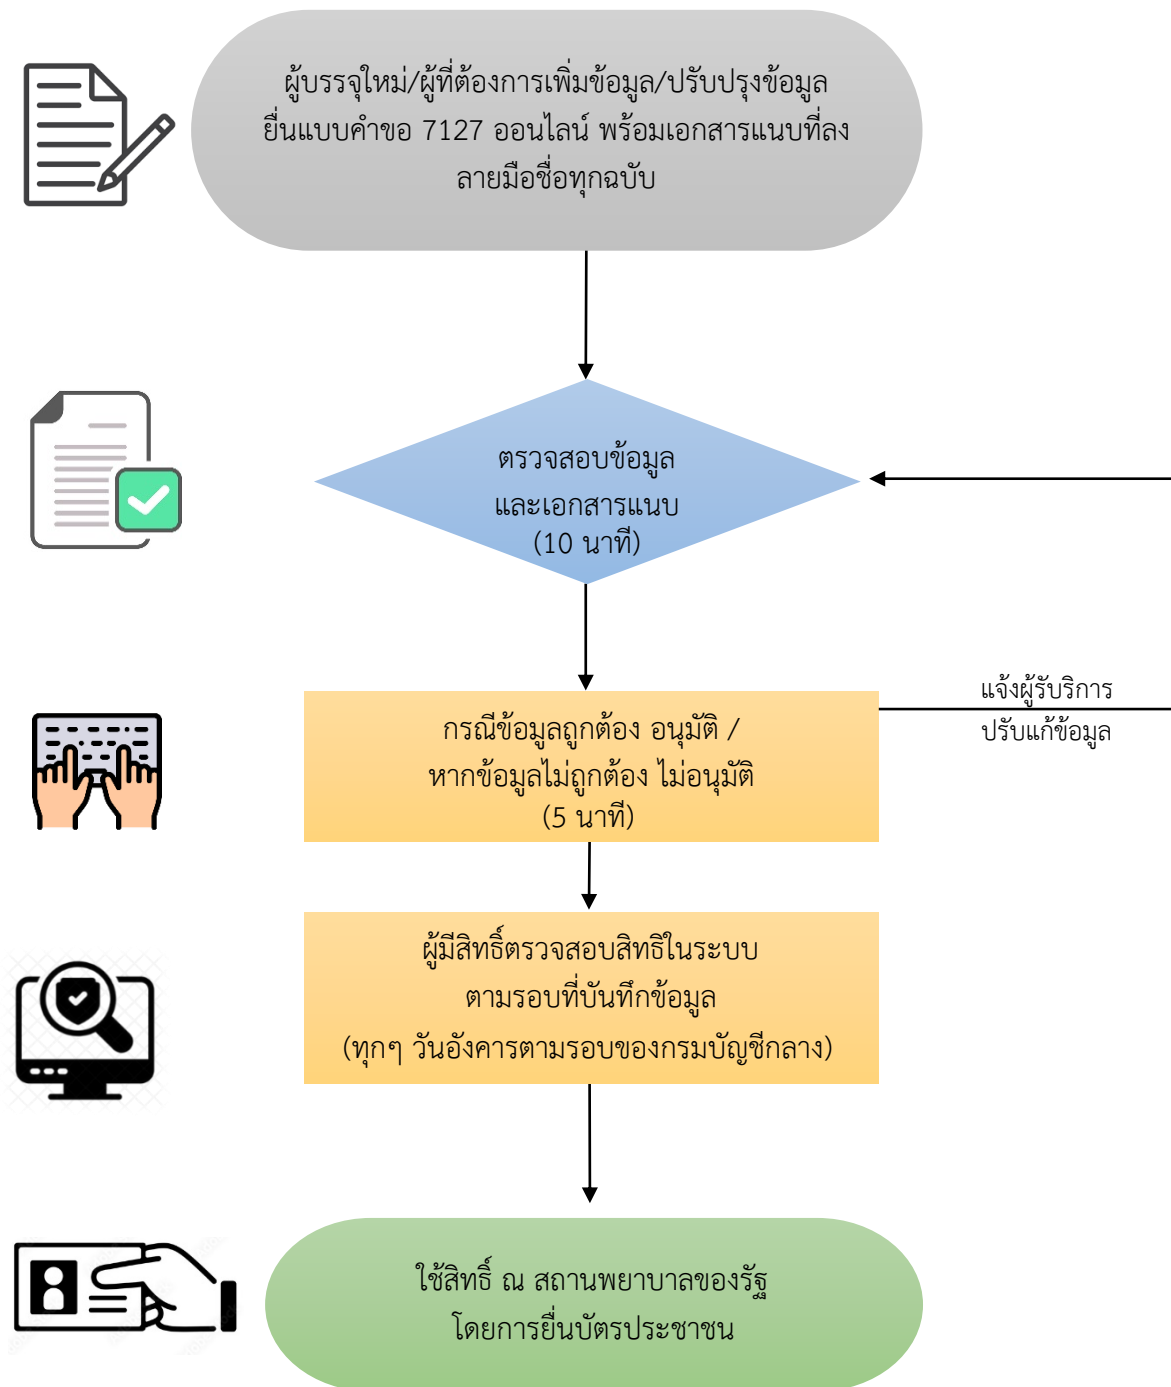 ผู้บรรจุใหม่/ผู้ที่ต้องการเพิ่มข้อมูล/ปรับปรุงข้อมูล
ยื่นแบบคำขอ 7127 ออนไลน์ พร้อมเอกสารแนบที่ลง
ลายมือชื่อทุกฉบับ
ตรวจสอบข้อมูล
และเอกสารแนบ
(10 นาที)
กรณีข้อมูลถูกต้อง อนุมัติ /
หากข้อมูลไม่ถูกต้อง ไม่อนุมัติ
(5 นาที)
แจ้งผู้รับริการ
ปรับแก้ข้อมูล
ผู้มีสิทธิ์ตรวจสอบสิทธิในระบบ
ตามรอบที่บันทึกข้อมูล
(ทุกๆ วันอังคารตามรอบของกรมบัญชีกลาง)
ใช้สิทธิ์ ณ สถานพยาบาลของรัฐ
โดยการยื่นบัตรประชาชน